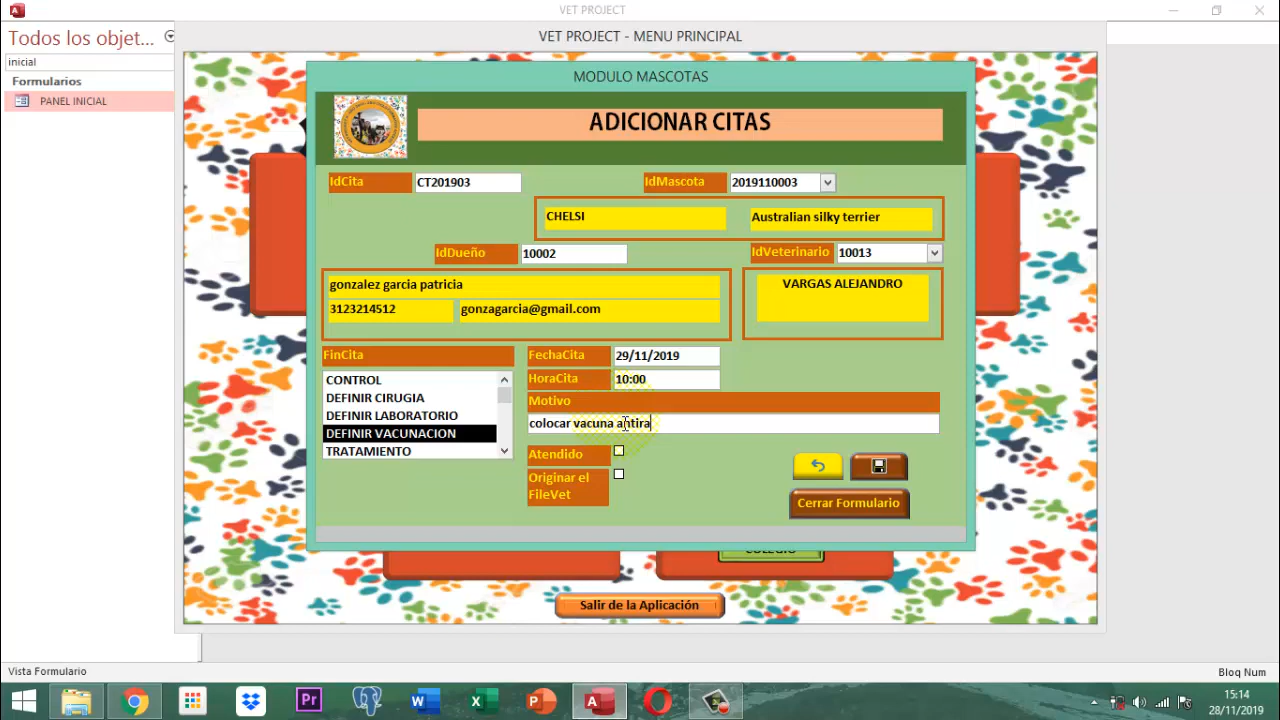 VET PROJECT
Todos los objet...
inicial
Formularios
PANEL INICIAL
VET PROJECT - MENU PRINCIPAL
MODULO MASCOTAS
ADICIONAR CITAS
IdCita CT201903 IdMascota 2019110003
CHELSI Australian silky terrier
IdDueño 10002 IdVeterinario 10013
gonzalez garcia patricia VARGAS ALEJANDRO
3123214512 gonzagarcia@gmail.com
FinCita FechaCita 29/11/2019
CONTROL HoraCita 10:00
DEFINIR CIRUGIA Motivo
DEFINIR LABORATORIO
DEFINIR VACUNACION colocar vacuna antira
TRATAMIENTO Atendido
Originar el
FileVet
Cerrar Formulario
COLEGIO
Salir de la Aplicación
Vista Formulario Bloq Num
15:14
28/11/2019